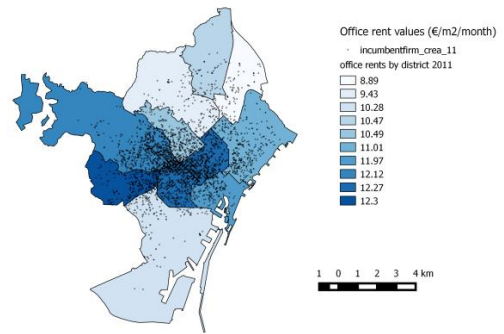 Office rent values (€/m2/month)
incumbentfirm_crea_11
office rents by district 2011
8.89
9.43
10.28
10.47
10.49
11.01
11.97
12.12
12.27
12.3
1 0 1 2 3 4 km